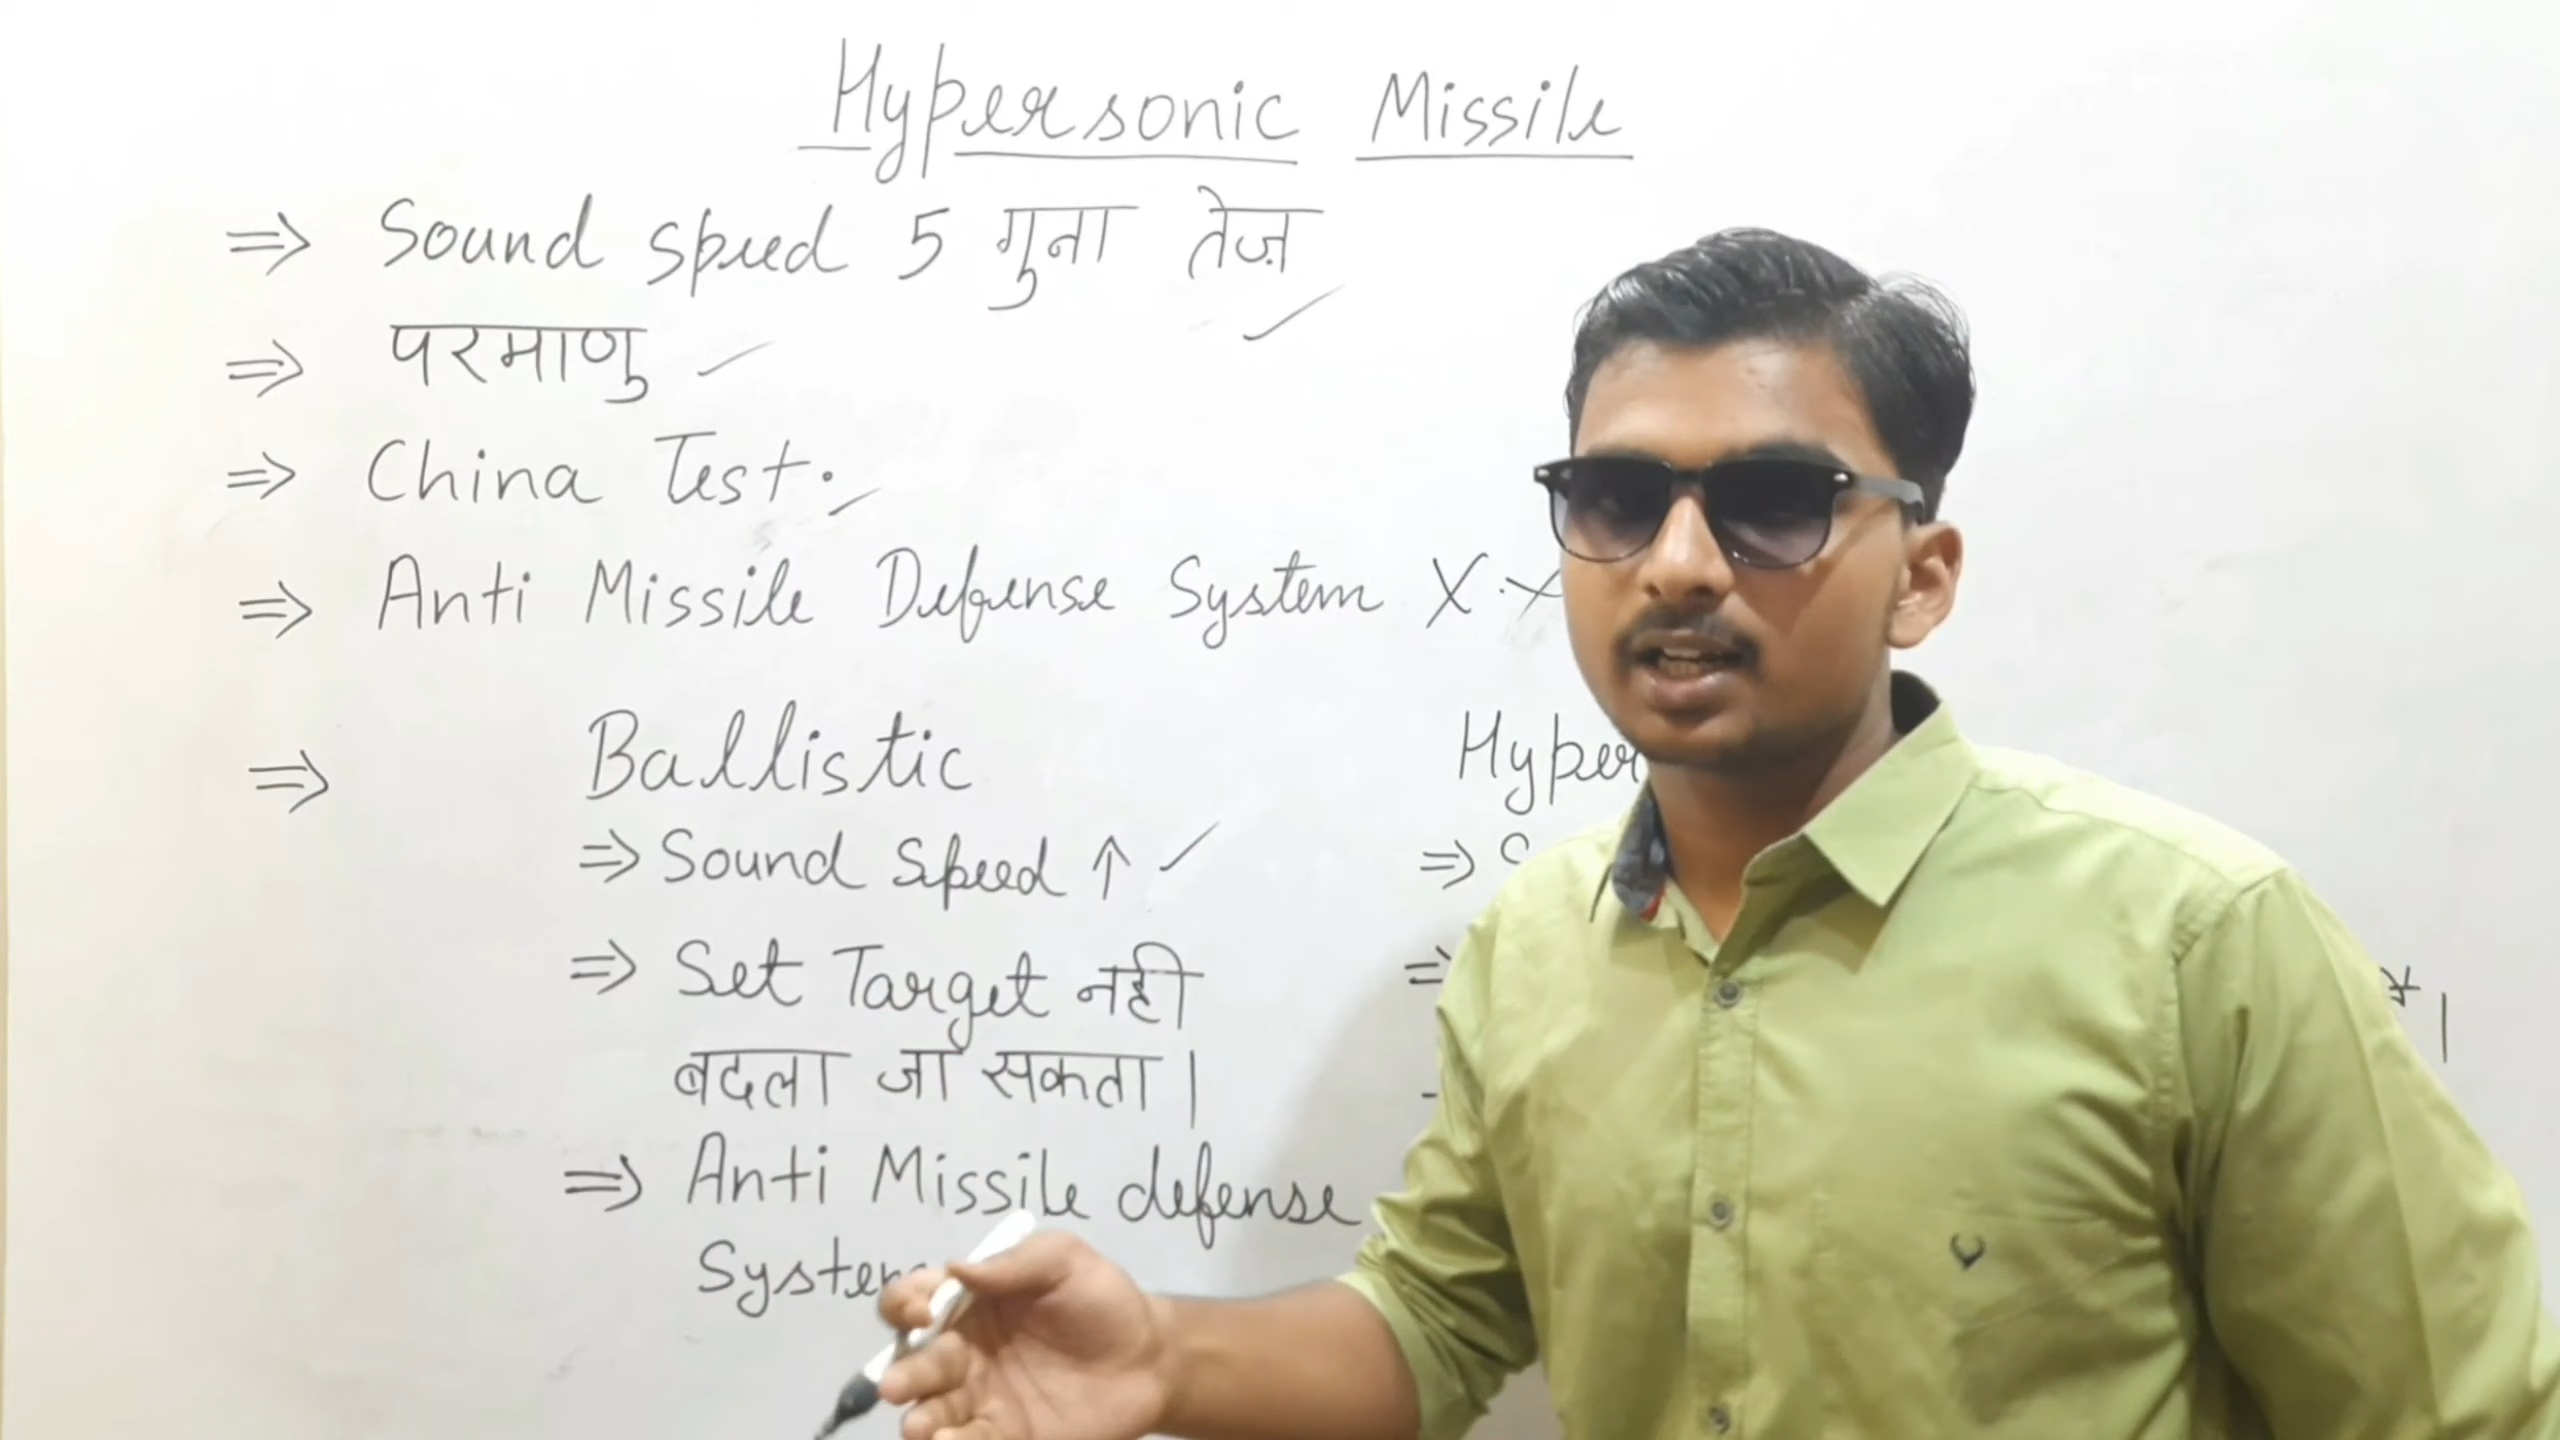 Hypersonic Missile
⇒ Sound speed 5 गुना तेज़ ✓
⇒ परमाणु ✓
⇒ China Test. ✓
⇒ Anti Missile Defense System X.X
⇒ Ballistic
⇒ Sound Speed ↑ ✓
⇒ Set Target नही
बदला जा सकता।
⇒ Anti Missile defense
System
Hyper
⇒ S
⇒